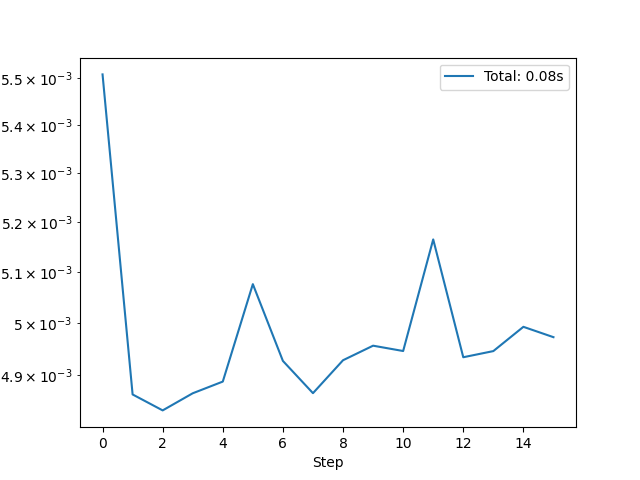 Total: 0.08s
5.5 × 10⁻³
5.4 × 10⁻³
5.3 × 10⁻³
5.2 × 10⁻³
5.1 × 10⁻³
5 × 10⁻³
4.9 × 10⁻³
0 2 4 6 8 10 12 14
Step